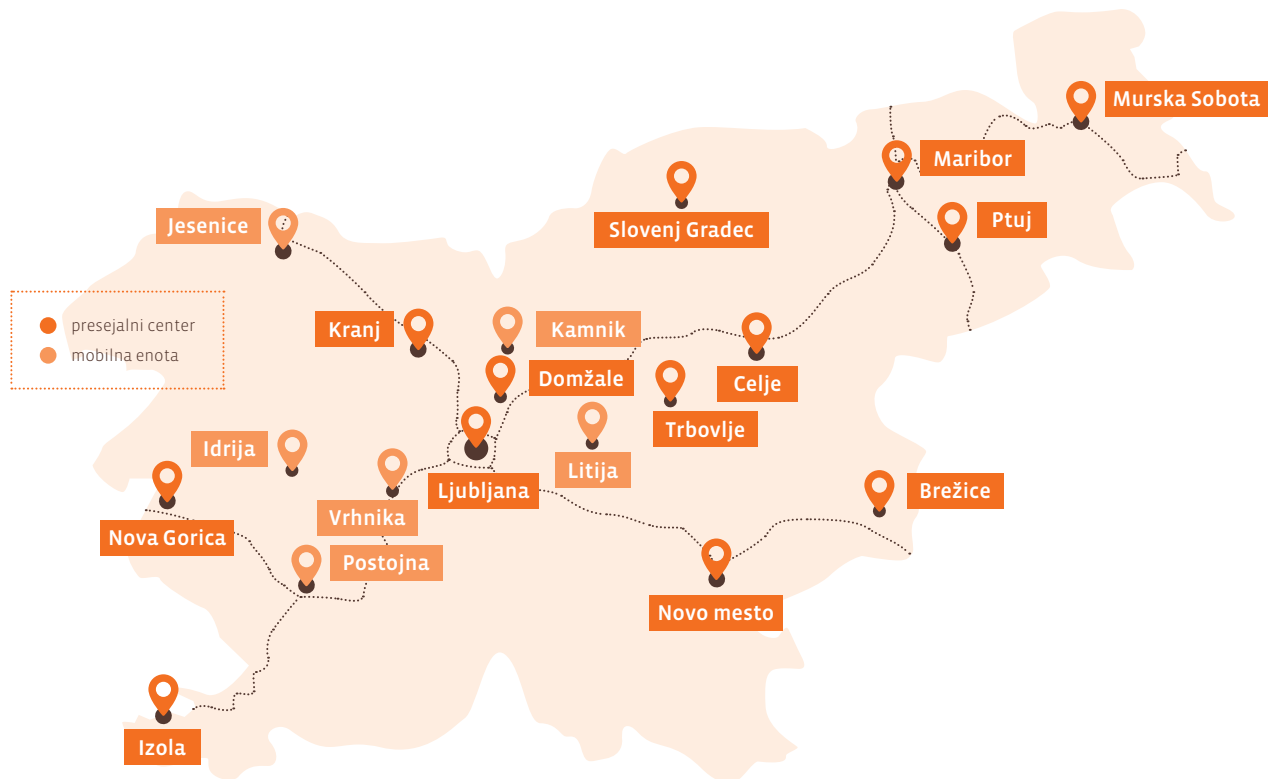 Murska Sobota
Maribor
Ptuj
Slovenj Gradec
Jesenice
presejalni center
mobilna enota
Kranj
Kamnik
Domžale
Celje
Trbovlje
Idrija
Litija
Ljubljana
Brežice
Vrhnika
Nova Gorica
Postojna
Novo mesto
Izola